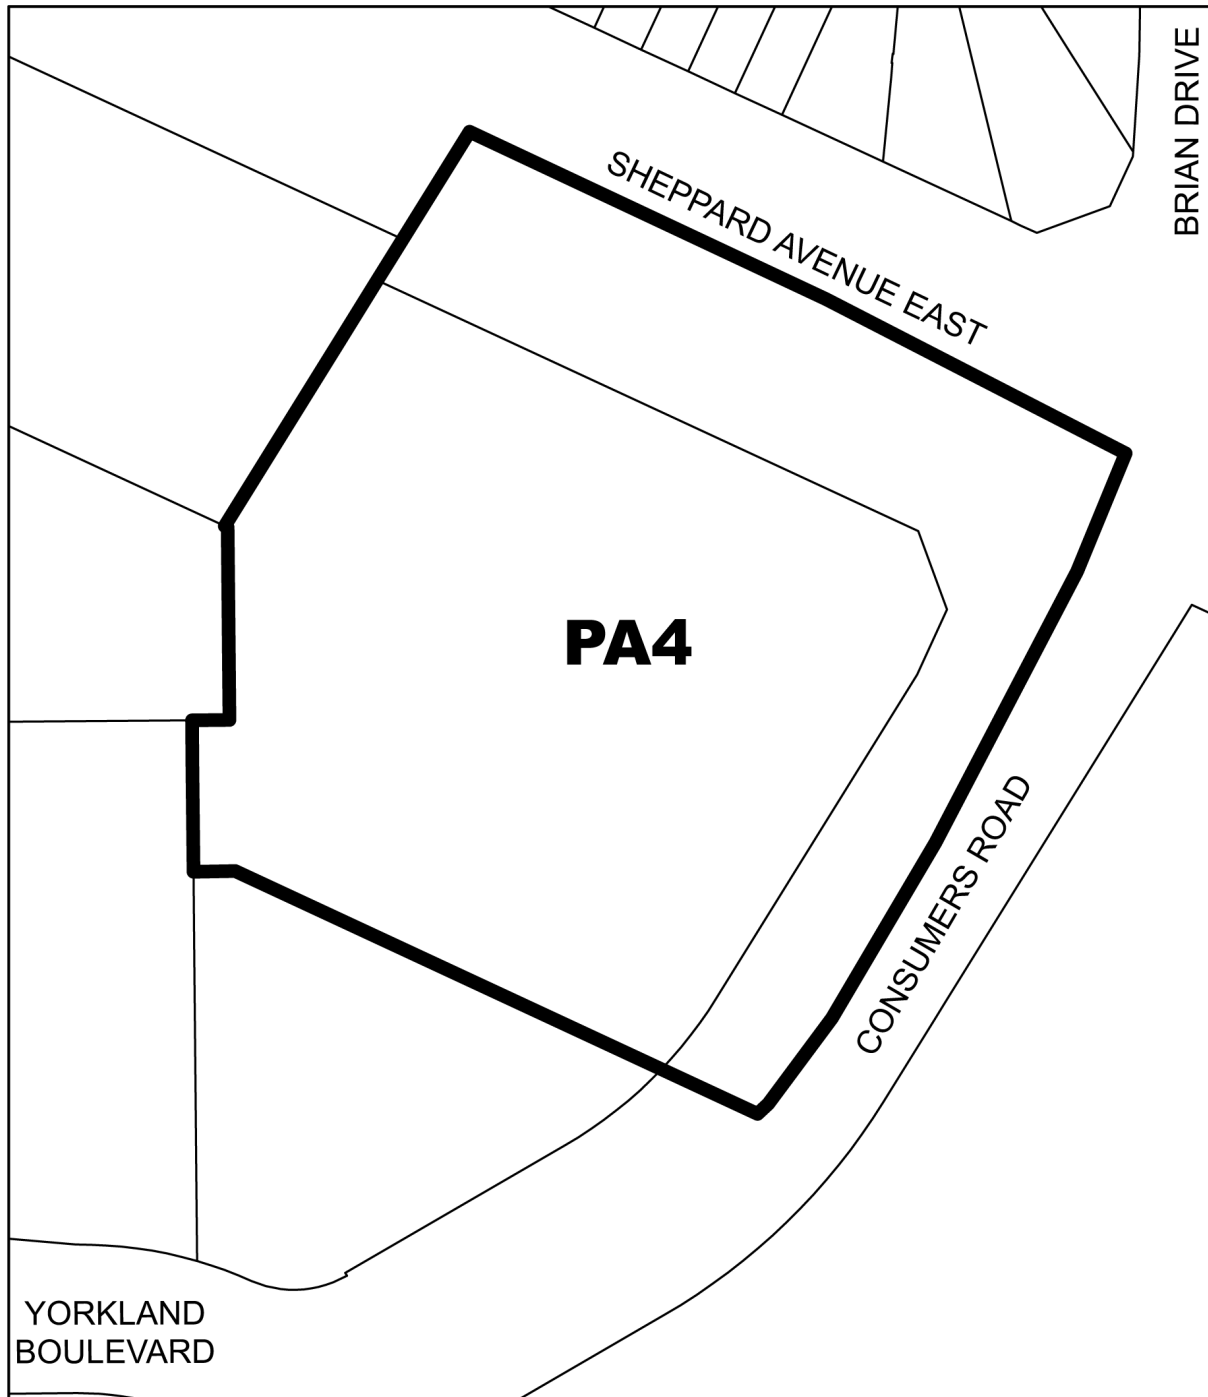 BRIAN DRIVE
SHEPPARD AVENUE EAST
PA4
CONSUMERS ROAD
YORKLAND
BOULEVARD